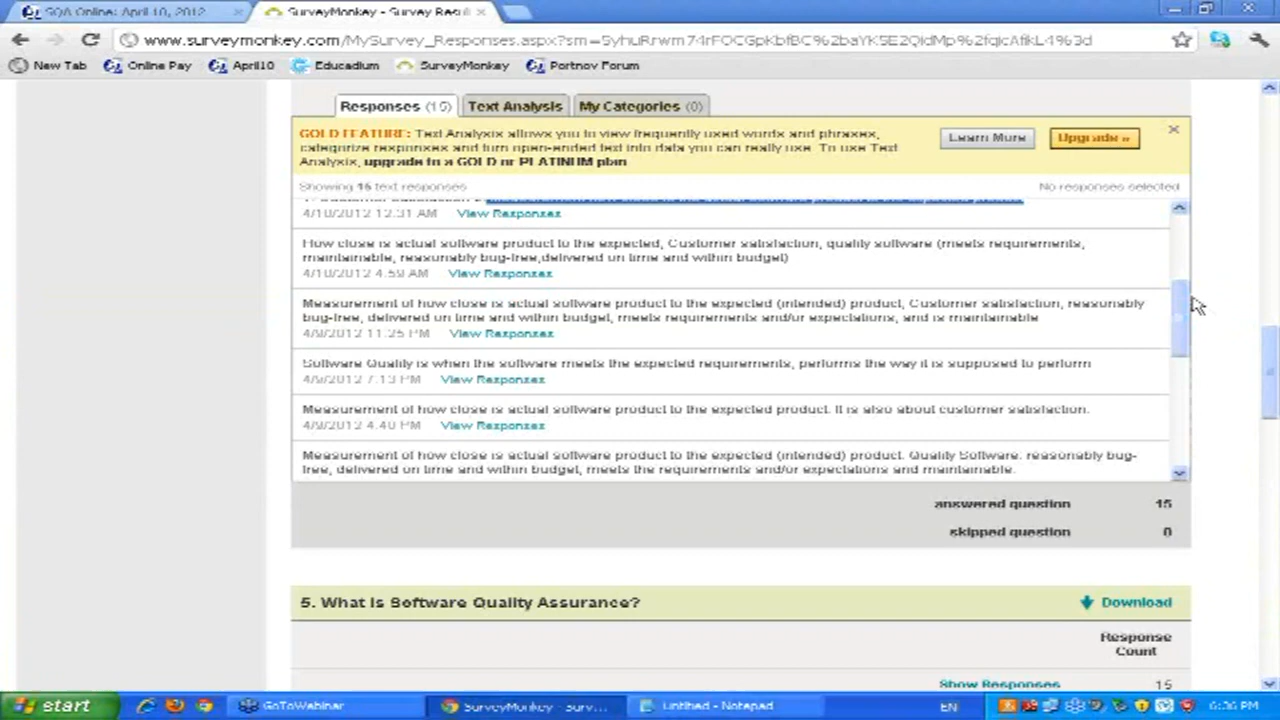 SQA Online: April 10, 2012
SurveyMonkey - Survey Resul
www.surveymonkey.com/MySurvey_Responses.aspx?sm=
New Tab Online Pay April10 Educadium SurveyMonkey Portnov Forum
Responses (15) Text Analysis My Categories (0)
GOLD FEATURE: Text Analysis allows you to view frequently used words and phrases,
categorize responses and turn open-ended text into data you can really use. To use Text
Analysis, upgrade to a GOLD or PLATINUM plan
Learn More Upgrade »
Showing 15 text responses No responses selected
4/10/2012 12:31 AM View Responses
How close is actual software product to the expected, Customer satisfaction, quality software (meets requirements,
maintainable, reasonably bug-free,delivered on time and within budget)
4/10/2012 4:59 AM View Responses
Measurement of how close is actual software product to the expected (intended) product, Customer satisfaction, reasonably
bug-free, delivered on time and within budget, meets requirements and/or expectations, and is maintainable
4/9/2012 11:25 PM View Responses
Software Quality is when the software meets the expected requirements, performs the way it is supposed to perform
4/9/2012 7:13 PM View Responses
Measurement of how close is actual software product to the expected product. It is also about customer satisfaction.
4/9/2012 4:40 PM View Responses
Measurement of how close is actual software product to the expected (intended) product. Quality Software: reasonably bug-
free, delivered on time and within budget, meets the requirements and/or expectations and maintainable.
answered question 15
skipped question 0
5. What is Software Quality Assurance? Download
Response
Count
Show Responses 15
start GoToWebinar SurveyMonkey - Surv... Untitled - Notepad EN 6:36 PM